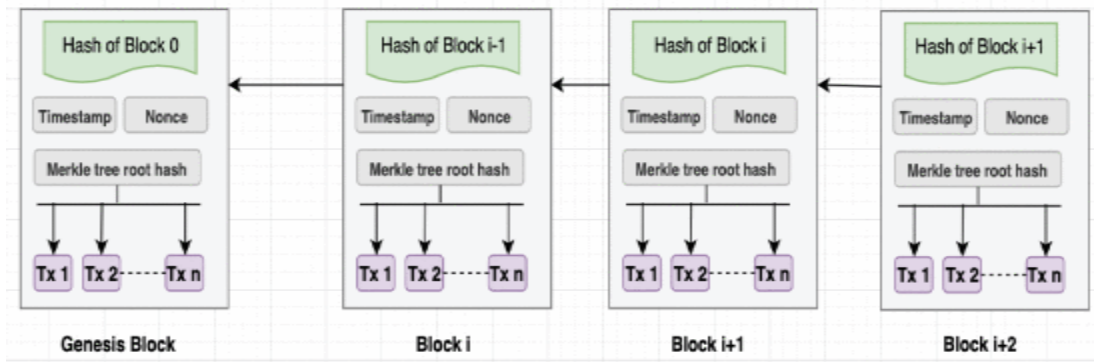 Hash of Block 0
Timestamp
Nonce
Merkle tree root hash
Tx 1
Tx 2
Tx n
Genesis Block
Hash of Block i-1
Timestamp
Nonce
Merkle tree root hash
Tx 1
Tx 2
Tx n
Block i
Hash of Block i
Timestamp
Nonce
Merkle tree root hash
Tx 1
Tx 2
Tx n
Block i+1
Hash of Block i+1
Timestamp
Nonce
Merkle tree root hash
Tx 1
Tx 2
Tx n
Block i+2